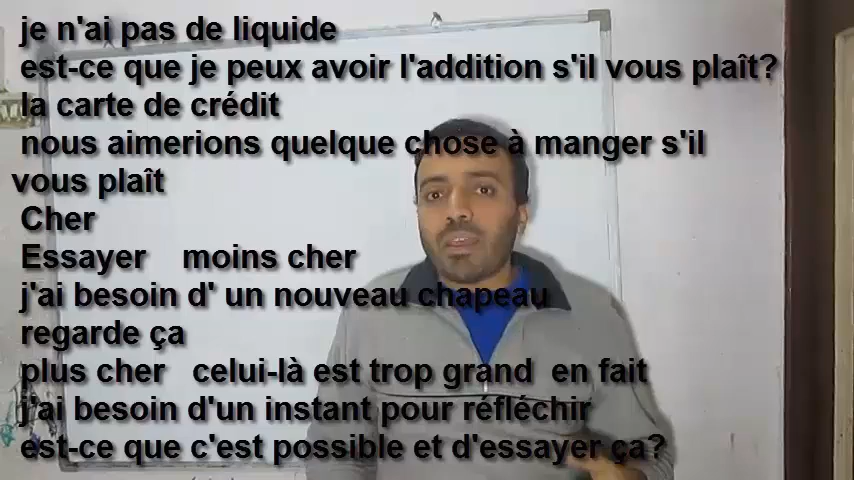 je n'ai pas de liquide
est-ce que je peux avoir l'addition s'il vous plaît?
la carte de crédit
nous aimerions quelque chose à manger s'il
vous plaît
Cher
Essayer moins cher
j'ai besoin d' un nouveau chapeau
regarde ça
plus cher celui-là est trop grand en fait
j'ai besoin d'un instant pour réfléchir
est-ce que c'est possible et d'essayer ça?